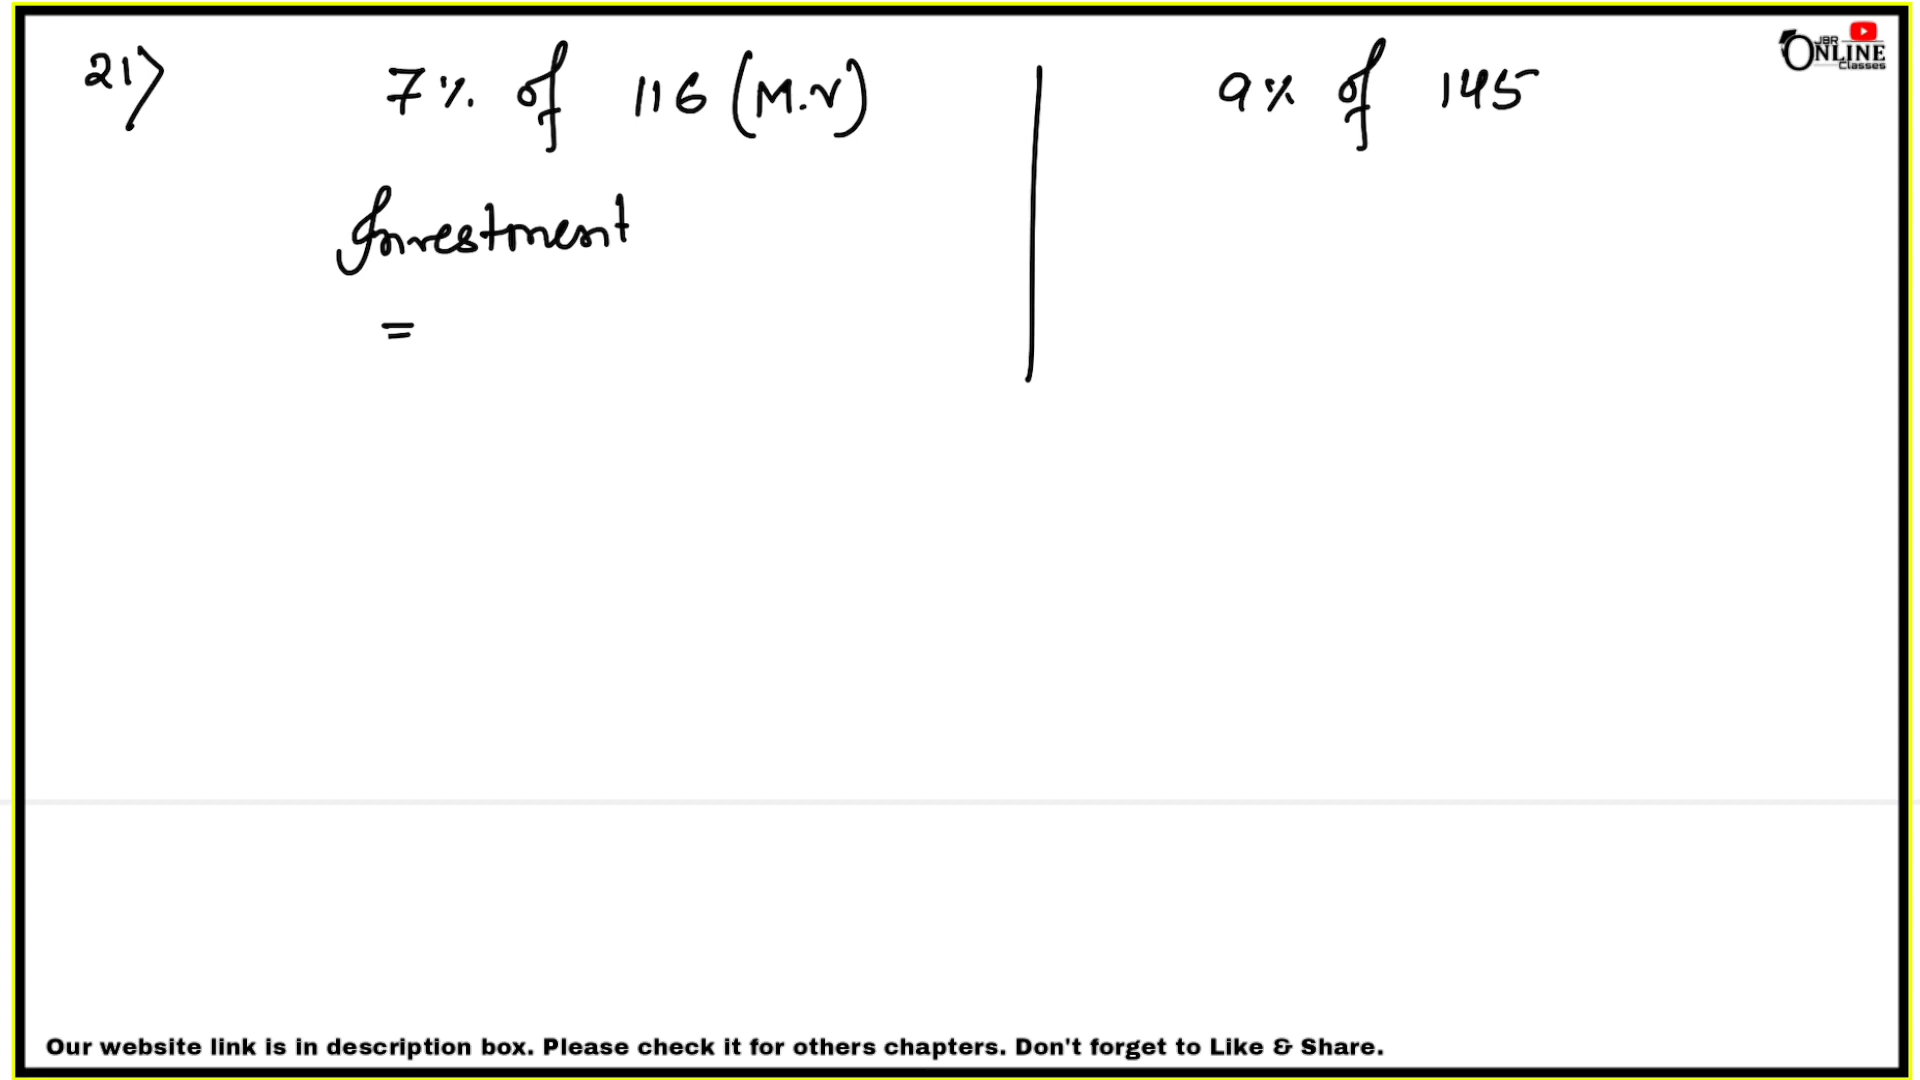 21) 7% of 116 (M.V) 9% of 145
Investment
=
JBR
ONLINE
Classes
Our website link is in description box. Please check it for others chapters. Don't forget to Like & Share.